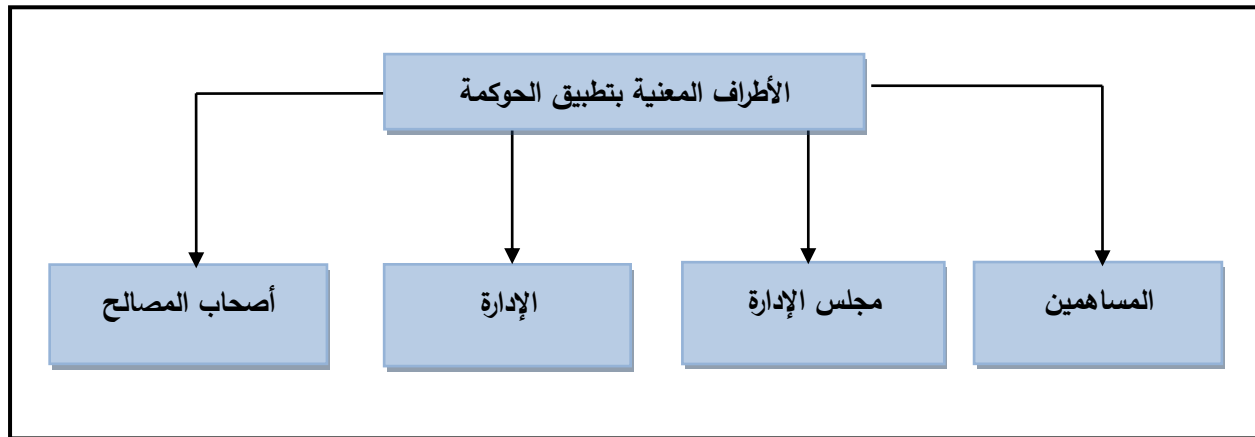 الأطراف المعنية بتطبيق الحوكمة
المساهمين
مجلس الإدارة
الإدارة
أصحاب المصالح